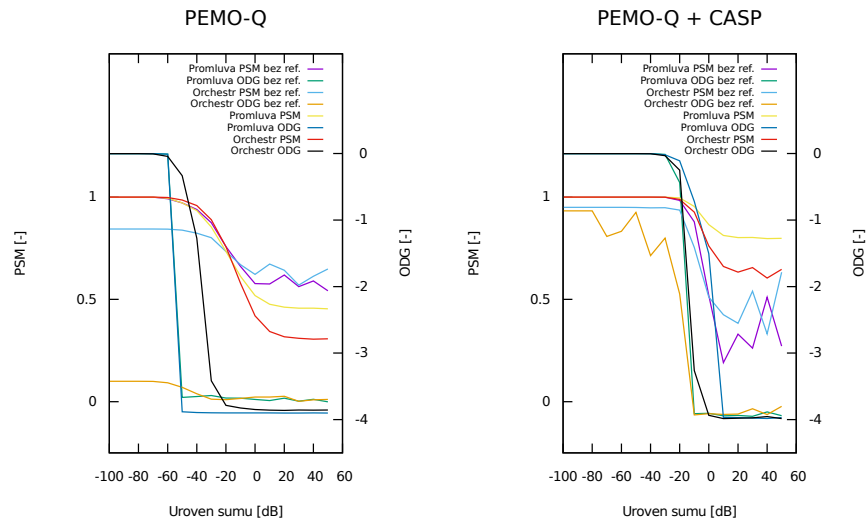 PEMO-Q
Promluva PSM bez ref.
Promluva ODG bez ref.
Orchestr PSM bez ref.
Orchestr ODG bez ref.
Promluva PSM
Promluva ODG
Orchestr PSM
Orchestr ODG
PSM [-]
1
0.5
0
ODG [-]
0
-1
-2
-3
-4
-100 -80 -60 -40 -20 0 20 40 60
Uroven sumu [dB]
PEMO-Q + CASP
Promluva PSM bez ref.
Promluva ODG bez ref.
Orchestr PSM bez ref.
Orchestr ODG bez ref.
Promluva PSM
Promluva ODG
Orchestr PSM
Orchestr ODG
PSM [-]
1
0.5
0
ODG [-]
0
-1
-2
-3
-4
-100 -80 -60 -40 -20 0 20 40 60
Uroven sumu [dB]